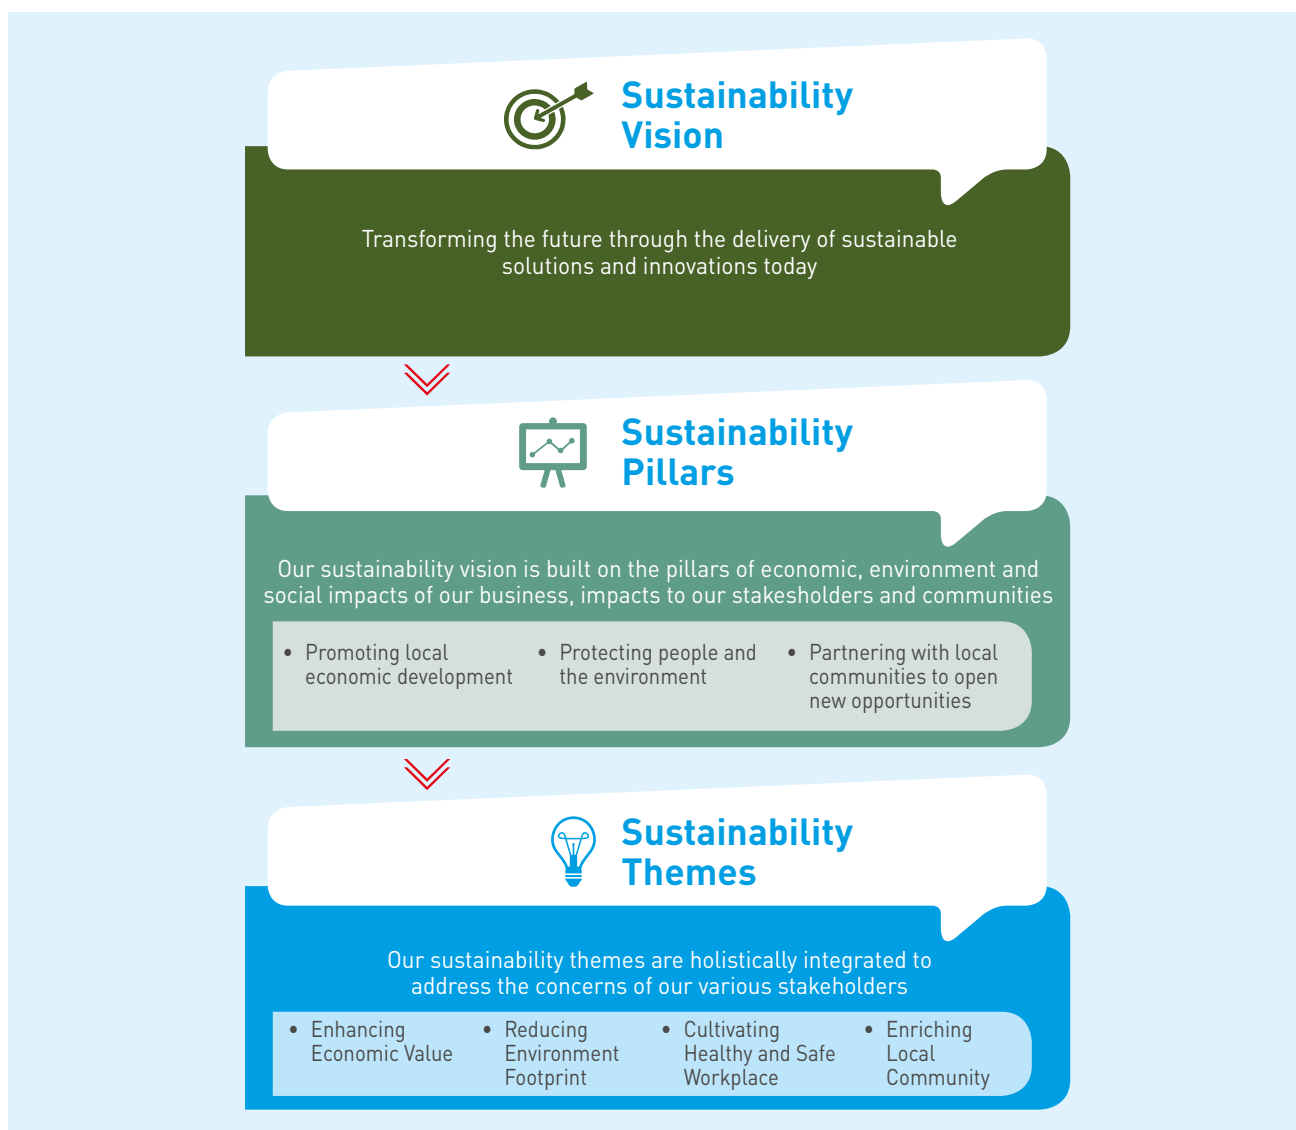 Sustainability
Vision
Transforming the future through the delivery of sustainable
solutions and innovations today
Sustainability
Pillars
Our sustainability vision is built on the pillars of economic, environment and
social impacts of our business, impacts to our stakesholders and communities
• Promoting local
economic development
• Protecting people and
the environment
• Partnering with local
communities to open
new opportunities
Sustainability
Themes
Our sustainability themes are holistically integrated to
address the concerns of our various stakeholders
• Enhancing
Economic Value
• Reducing
Environment
Footprint
• Cultivating
Healthy and Safe
Workplace
• Enriching
Local
Community